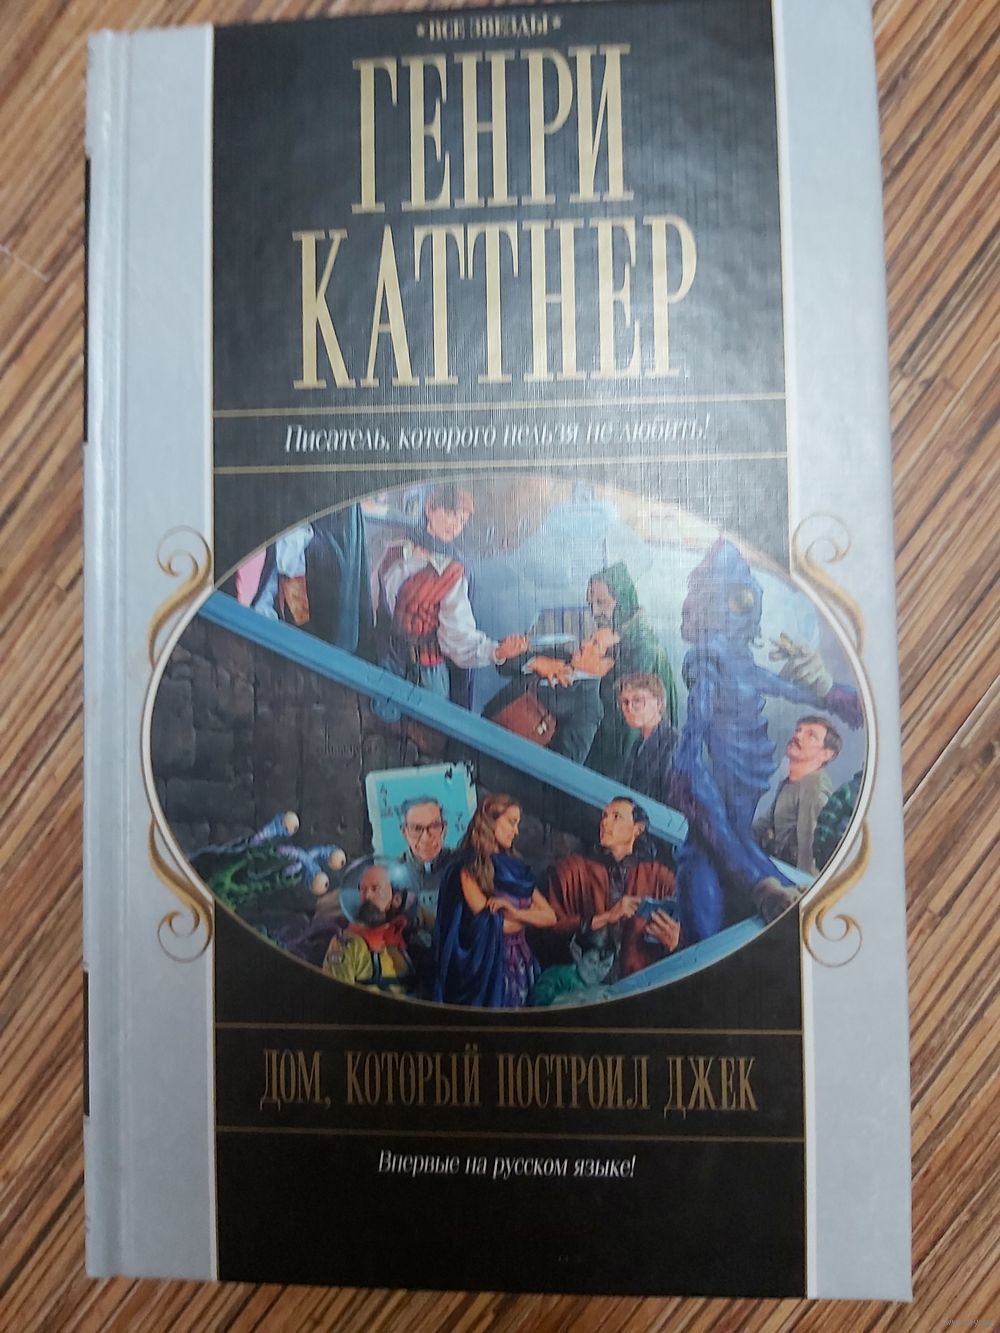 ★ВСЕ ЗВЕЗДЫ★
ГЕНРИ
КАТТНЕР
Писатель, которого нельзя не любить!
ДОМ, КОТОРЫЙ ПОСТРОИЛ ДЖЕК
Впервые на русском языке!